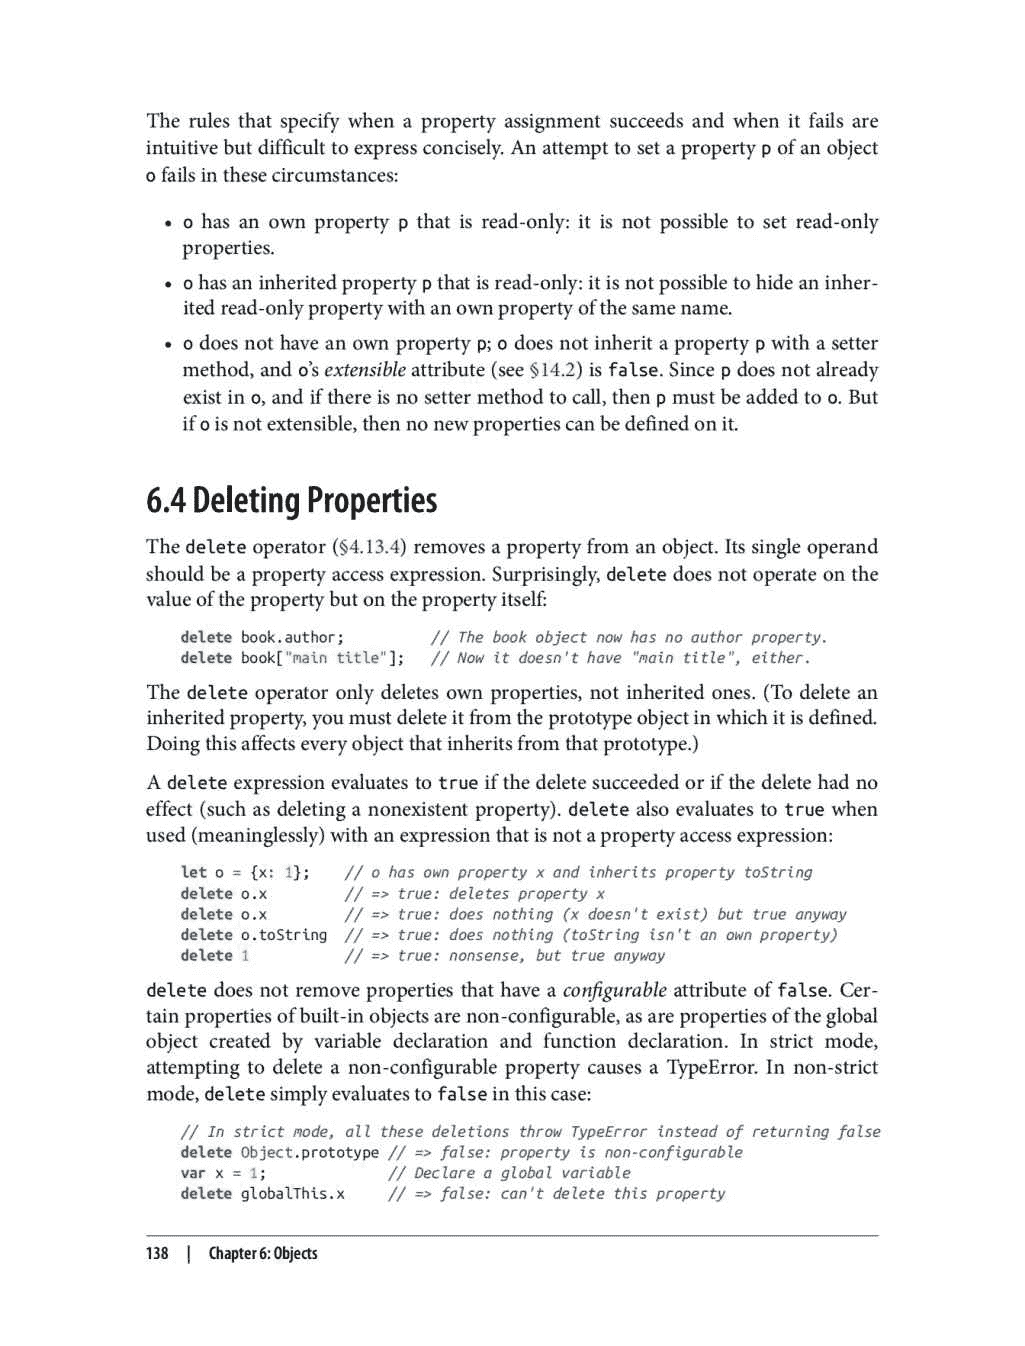 The rules that specify when a property assignment succeeds and when it fails are
intuitive but difficult to express concisely. An attempt to set a property p of an object
o fails in these circumstances:
• o has an own property p that is read-only: it is not possible to set read-only
properties.
• o has an inherited property p that is read-only: it is not possible to hide an inher-
ited read-only property with an own property of the same name.
• o does not have an own property p; o does not inherit a property p with a setter
method, and o’s extensible attribute (see §14.2) is false. Since p does not already
exist in o, and if there is no setter method to call, then p must be added to o. But
if o is not extensible, then no new properties can be defined on it.
6.4 Deleting Properties
The delete operator (§4.13.4) removes a property from an object. Its single operand
should be a property access expression. Surprisingly, delete does not operate on the
value of the property but on the property itself:
delete book.author;          // The book object now has no author property.
delete book["main title"];   // Now it doesn't have "main title", either.
The delete operator only deletes own properties, not inherited ones. (To delete an
inherited property, you must delete it from the prototype object in which it is defined.
Doing this affects every object that inherits from that prototype.)
A delete expression evaluates to true if the delete succeeded or if the delete had no
effect (such as deleting a nonexistent property). delete also evaluates to true when
used (meaninglessly) with an expression that is not a property access expression:
let o = {x: 1};    // o has own property x and inherits property toString
delete o.x         // => true: deletes property x
delete o.x         // => true: does nothing (x doesn't exist) but true anyway
delete o.toString  // => true: does nothing (toString isn't an own property)
delete 1           // => true: nonsense, but true anyway
delete does not remove properties that have a configurable attribute of false. Cer-
tain properties of built-in objects are non-configurable, as are properties of the global
object created by variable declaration and function declaration. In strict mode,
attempting to delete a non-configurable property causes a TypeError. In non-strict
mode, delete simply evaluates to false in this case:
// In strict mode, all these deletions throw TypeError instead of returning false
delete Object.prototype // => false: property is non-configurable
var x = 1;              // Declare a global variable
delete globalThis.x     // => false: can't delete this property
138 | Chapter 6: Objects